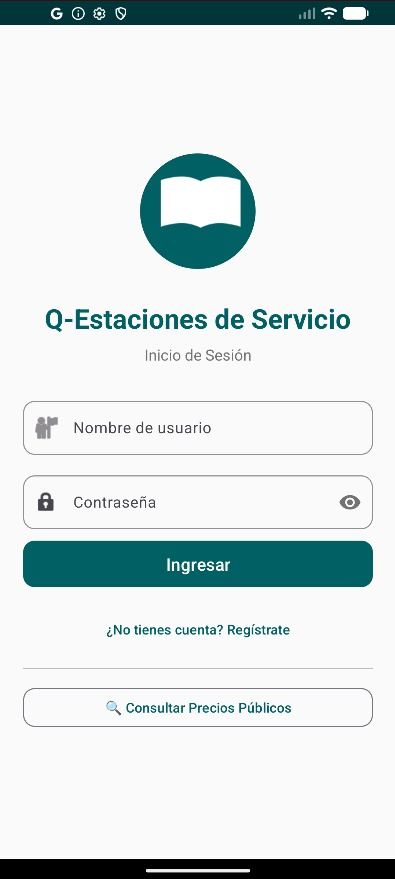 Q-Estaciones de Servicio
Inicio de Sesión
Nombre de usuario
Contraseña
Ingresar
¿No tienes cuenta? Regístrate
🔍 Consultar Precios Públicos